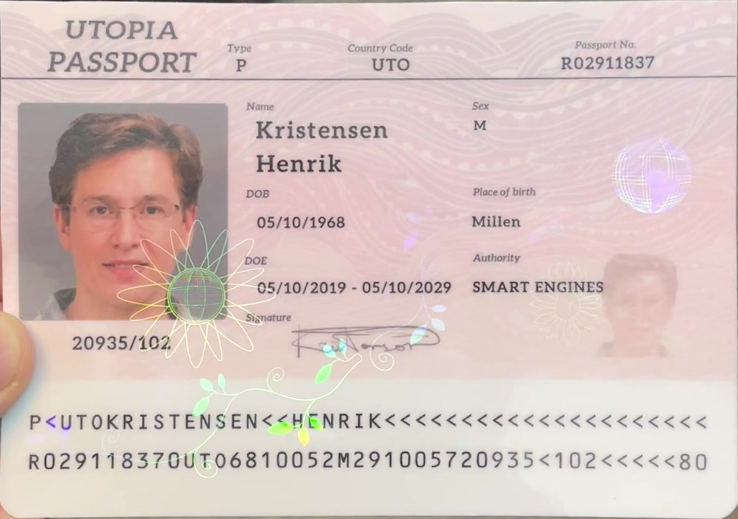 UTOPIA
PASSPORT
Type
P
Country Code
UTO
Passport No.
R02911837
Name
Kristensen
Henrik
Sex
M
DOB
05/10/1968
Place of birth
Millen
DOE
05/10/2019 - 05/10/2029
Authority
SMART ENGINES
Signature
20935/102
P<UTOKRISTENSEN<<HENRIK<<<<<<<<<<<<<<<<<<<<<
R029118370UTO6810052M291005720935<102<<<<<80